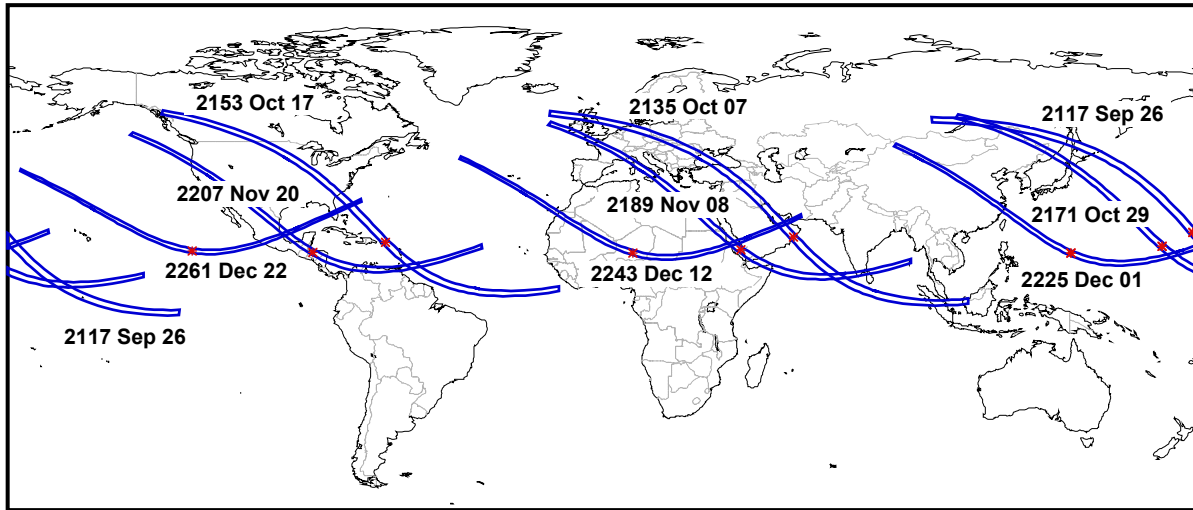 2153 Oct 17
2135 Oct 07
2117 Sep 26
2207 Nov 20
2189 Nov 08
2171 Oct 29
2261 Dec 22
2243 Dec 12
2225 Dec 01
2117 Sep 26